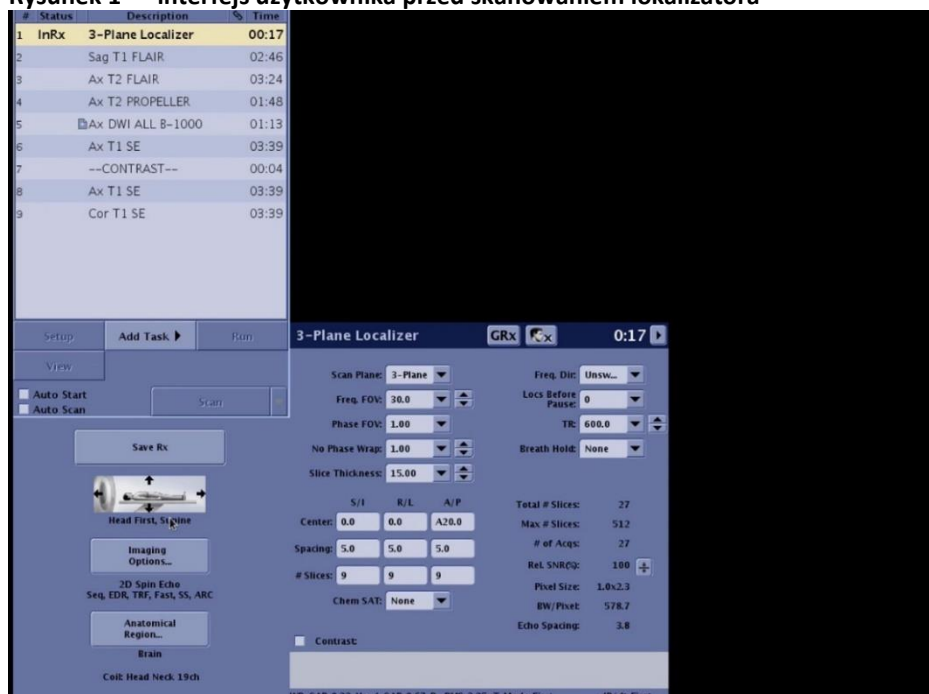 Rysunek 1 Interfejs użytkownika przed skanowaniem lokalizatora
# Status Description Time
1 InRx 3-Plane Localizer 00:17
2 Sag T1 FLAIR 02:46
3 Ax T2 FLAIR 03:24
4 Ax T2 PROPELLER 01:48
5 Ax DWI ALL B-1000 01:13
6 Ax T1 SE 03:39
7 --CONTRAST-- 00:04
8 Ax T1 SE 03:39
9 Cor T1 SE 03:39
Setup Add Task Run
View
Auto Start
Auto Scan
Scan
Save Rx
Head First, Supine
Imaging
Options...
2D Spin Echo
Seq, EDR, TRF, Fast, SS, ARC
Anatomical
Region...
Brain
Coil: Head Neck 19ch
3-Plane Localizer GRx Rx 0:17
Scan Plane: 3-Plane
Freq. FOV: 30.0
Phase FOV: 1.00
No Phase Wrap: 1.00
Slice Thickness: 15.00
Freq. Dir: Unsw...
Locs Before
Pause: 0
TR: 600.0
Breath Hold: None
S/I R/L A/P
Center: 0.0 0.0 A20.0
Spacing: 5.0 5.0 5.0
# Slices: 9 9 9
Chem SAT: None
Contrast:
Total # Slices: 27
Max # Slices: 512
# of Acqs: 27
Rel. SNR(%): 100
Pixel Size: 1.0x2.3
BW/Pixel: 578.7
Echo Spacing: 3.8